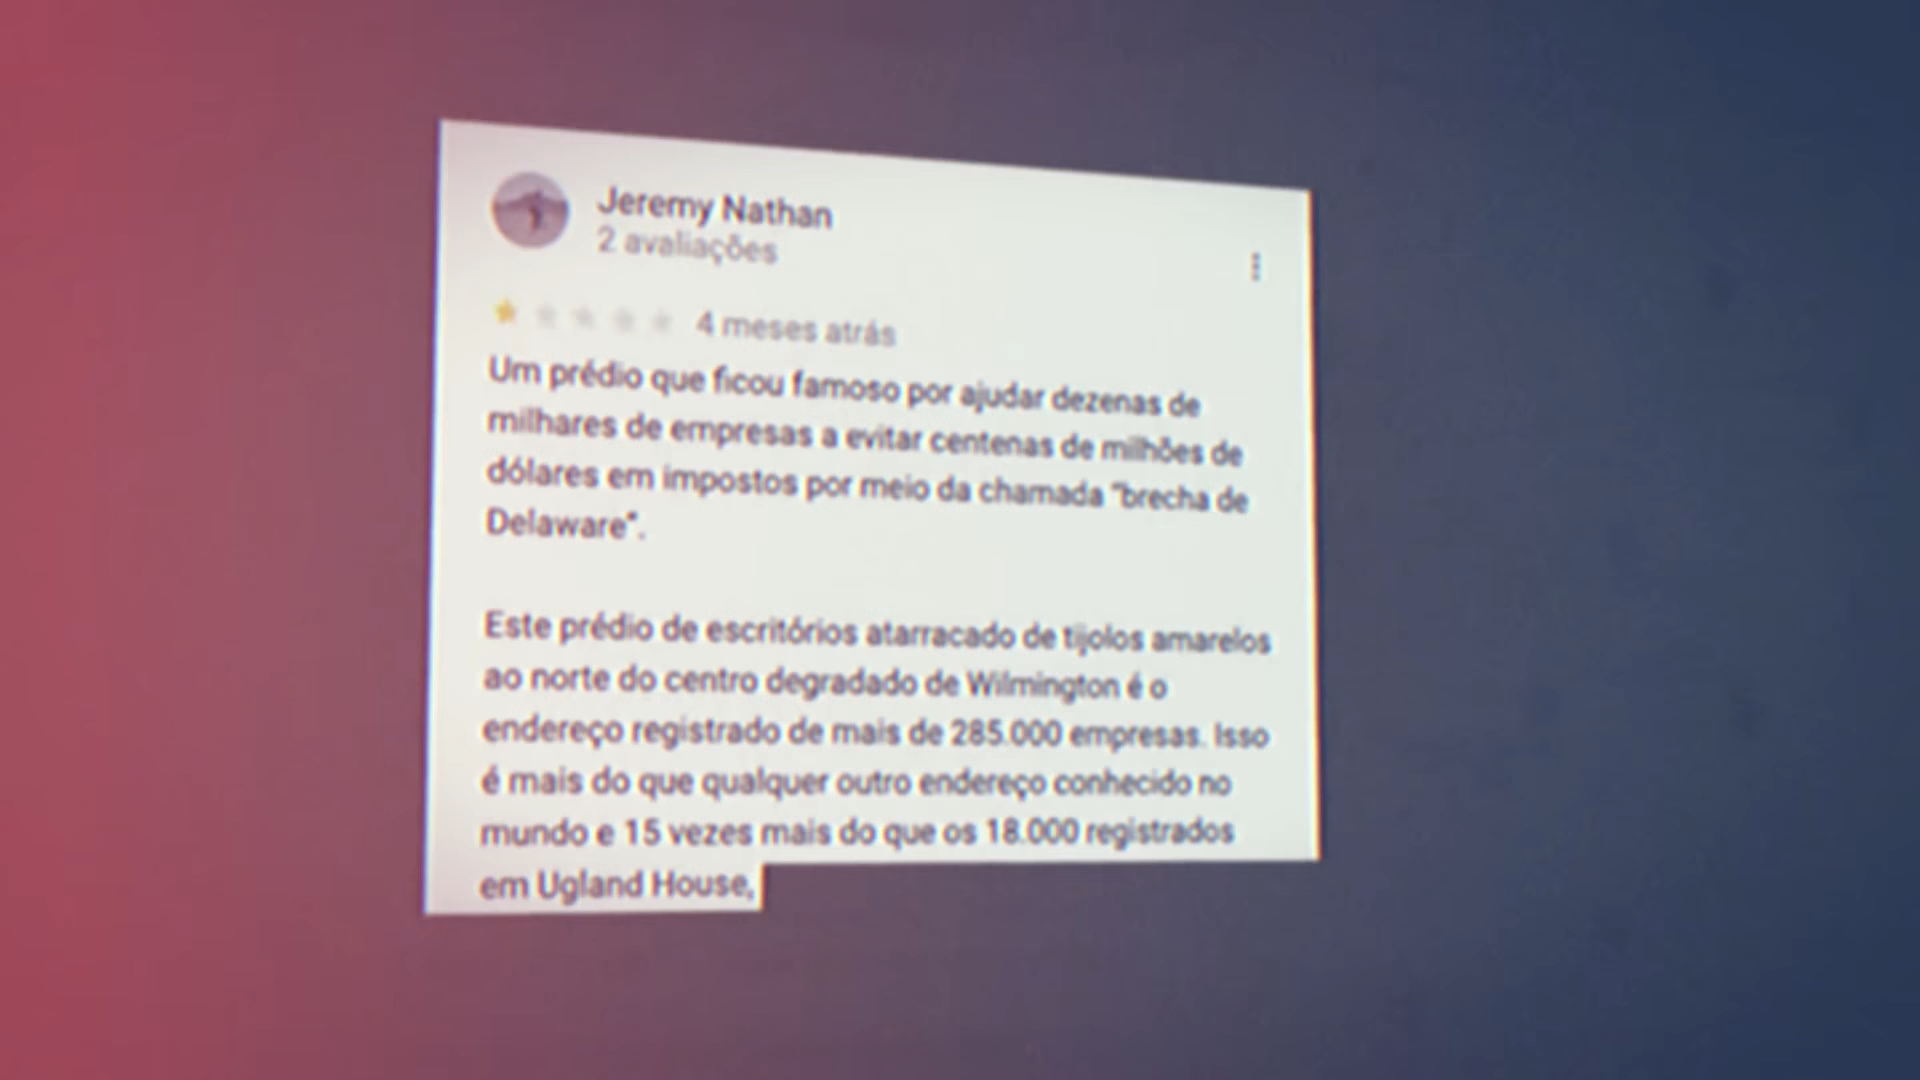 Jeremy Nathan
2 avaliações
4 meses atrás
Um prédio que ficou famoso por ajudar dezenas de
milhares de empresas a evitar centenas de milhões de
dólares em impostos por meio da chamada "brecha de
Delaware".
Este prédio de escritórios atarracado de tijolos amarelos
ao norte do centro degradado de Wilmington é o
endereço registrado de mais de 285.000 empresas. Isso
é mais do que qualquer outro endereço conhecido no
mundo e 15 vezes mais do que os 18.000 registrados
em Ugland House,